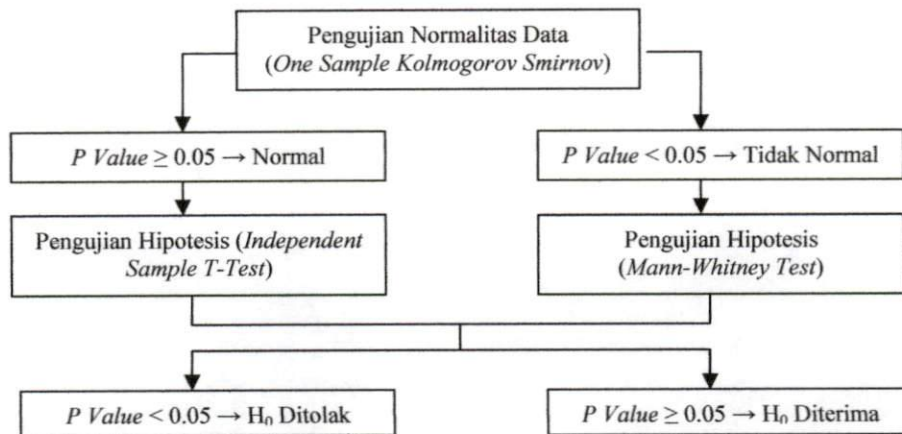 Pengujian Normalitas Data
(One Sample Kolmogorov Smirnov)
P Value ≥ 0.05 → Normal
P Value < 0.05 → Tidak Normal
Pengujian Hipotesis (Independent
Sample T-Test)
Pengujian Hipotesis
(Mann-Whitney Test)
P Value < 0.05 → H₀ Ditolak
P Value ≥ 0.05 → H₀ Diterima